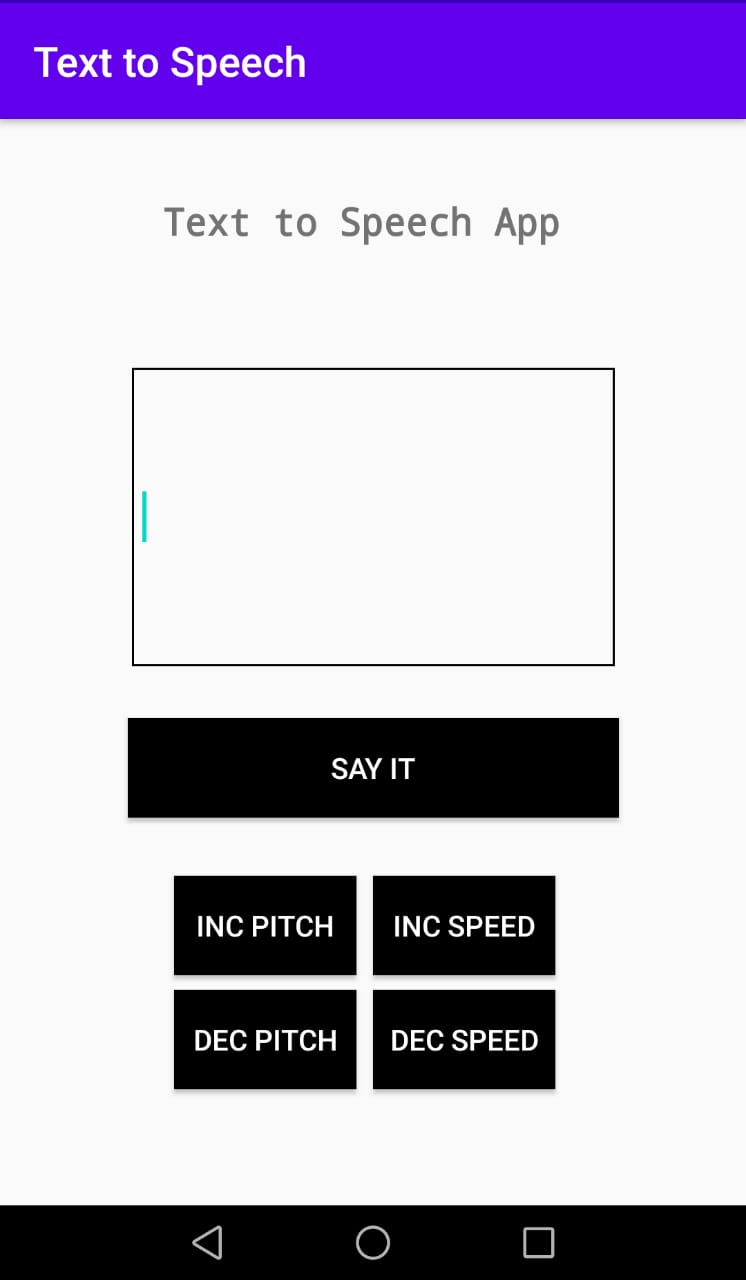 Text to Speech
Text to Speech App
SAY IT
INC PITCH INC SPEED
DEC PITCH DEC SPEED